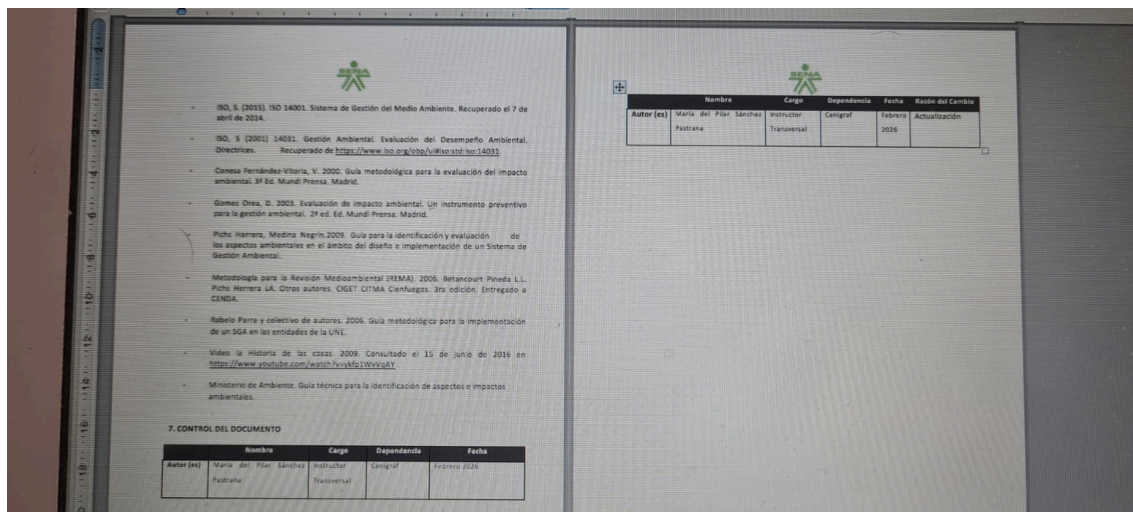 SENA
- ISO, S. (2015). ISO 14001. Sistema de Gestión del Medio Ambiente. Recuperado el 7 de
abril de 2014.
- ISO, S (2001) 14031. Gestión Ambiental. Evaluación del Desempeño Ambiental.
Directrices. Recuperado de https://www.iso.org/obp/ui#iso:std:iso:14031.
- Conesa Fernández-Vitoria, V. 2000. Guía metodológica para la evaluación del impacto
ambiental. 3ª Ed. Mundi Prensa. Madrid.
- Gomez Orea, D. 2003. Evaluación de impacto ambiental. Un instrumento preventivo
para la gestión ambiental. 2ª ed. Ed. Mundi Prensa. Madrid.
- Pichs Herrera, Medina Negrín.2009. Guía para la identificación y evaluación de
los aspectos ambientales en el ámbito del diseño e implementación de un Sistema de
Gestión Ambiental.
- Metodología para la Revisión Medioambiental (REMA). 2006. Betancourt Pineda L.L.
Pichs Herrera LA. Otros autores. CIGET CITMA Cienfuegos. 3ra edición. Entregado a
CENDA.
- Rabelo Parra y colectivo de autores. 2006. Guía metodológica para la implementación
de un SGA en las entidades de la UNE.
- Video la Historia de las cosas. 2009. Consultado el 15 de junio de 2016 en
https://www.youtube.com/watch?v=ykfp1WvVqAY
- Ministerio de Ambiente. Guía técnica para la identificación de aspectos e impactos
ambientales.
7. CONTROL DEL DOCUMENTO
Nombre Cargo Dependencia Fecha
Autor (es) María del Pilar Sánchez Instructor Cenigraf Febrero 2026
Pastrana Transversal
SENA
Nombre Cargo Dependencia Fecha Razón del Cambio
Autor (es) María del Pilar Sánchez Instructor Cenigraf Febrero Actualización
Pastrana Transversal 2026